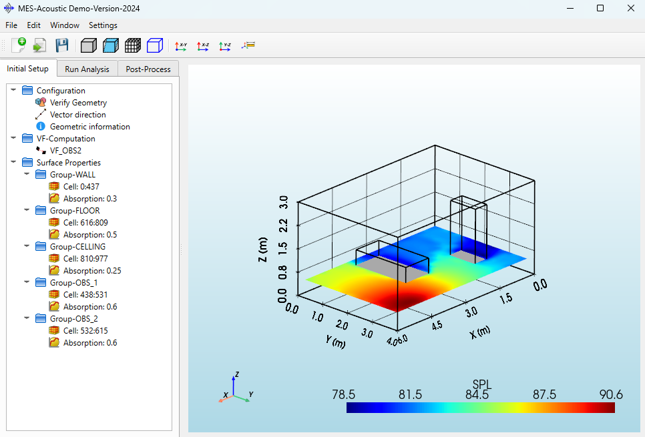 MES-Acoustic Demo-Version-2024
File Edit Window Settings
X-Y X-Z Y-Z
Initial Setup Run Analysis Post-Process
Configuration
Verify Geometry
Vector direction
Geometric information
VF-Computation
VF_OBS2
Surface Properties
Group-WALL
Cell: 0:437
Absorption: 0.3
Group-FLOOR
Cell: 616:809
Absorption: 0.5
Group-CELLING
Cell: 810:977
Absorption: 0.25
Group-OBS_1
Cell: 438:531
Absorption: 0.6
Group-OBS_2
Cell: 532:615
Absorption: 0.6
Z (m)
3.0
2.2
1.5
0.8
0.0
0.0 1.0 2.0 3.0 4.0
Y (m)
6.0 4.5 3.0 1.5 0.0
X (m)
Z
X Y
SPL
78.5 81.5 84.5 87.5 90.6